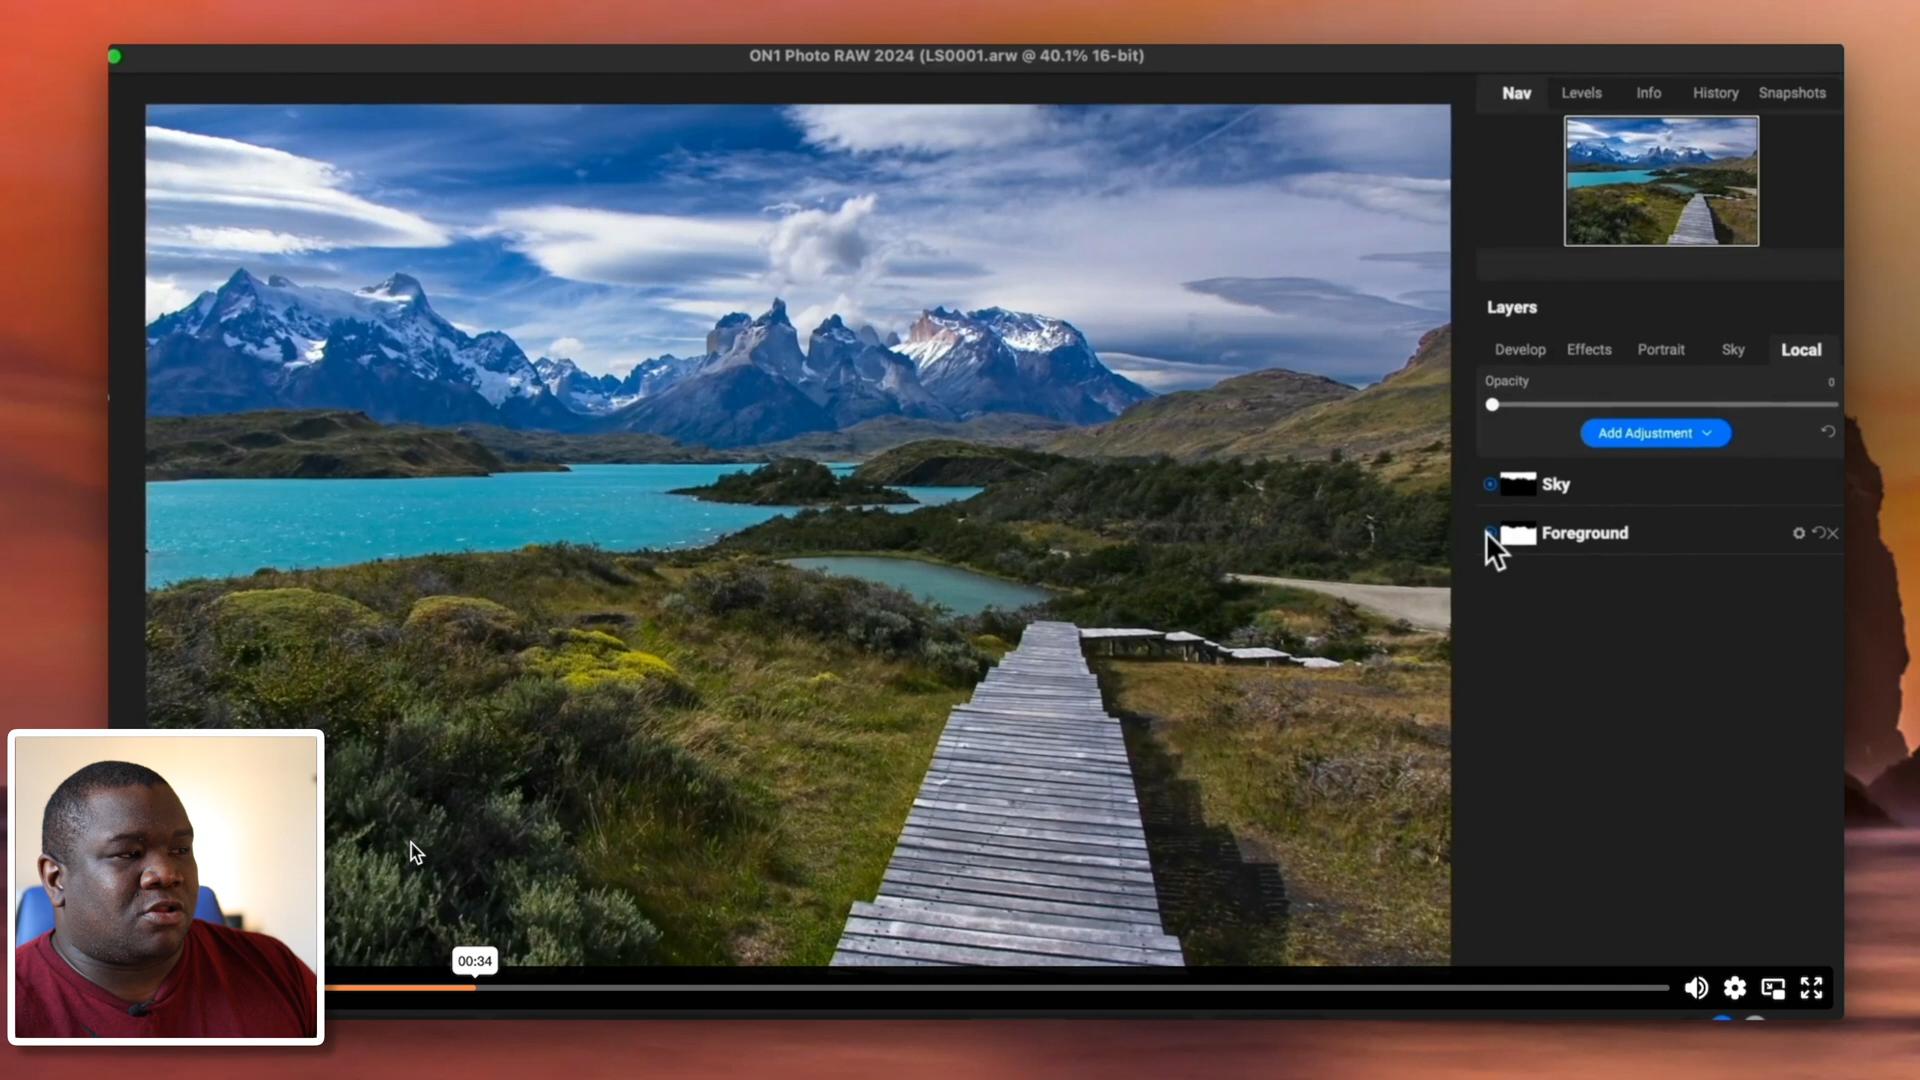 ON1 Photo RAW 2024 (LS0001.arw @ 40.1% 16-bit)
Nav Levels Info History Snapshots
Layers
Develop Effects Portrait Sky Local
Opacity 0
Add Adjustment
Sky
Foreground
00:34